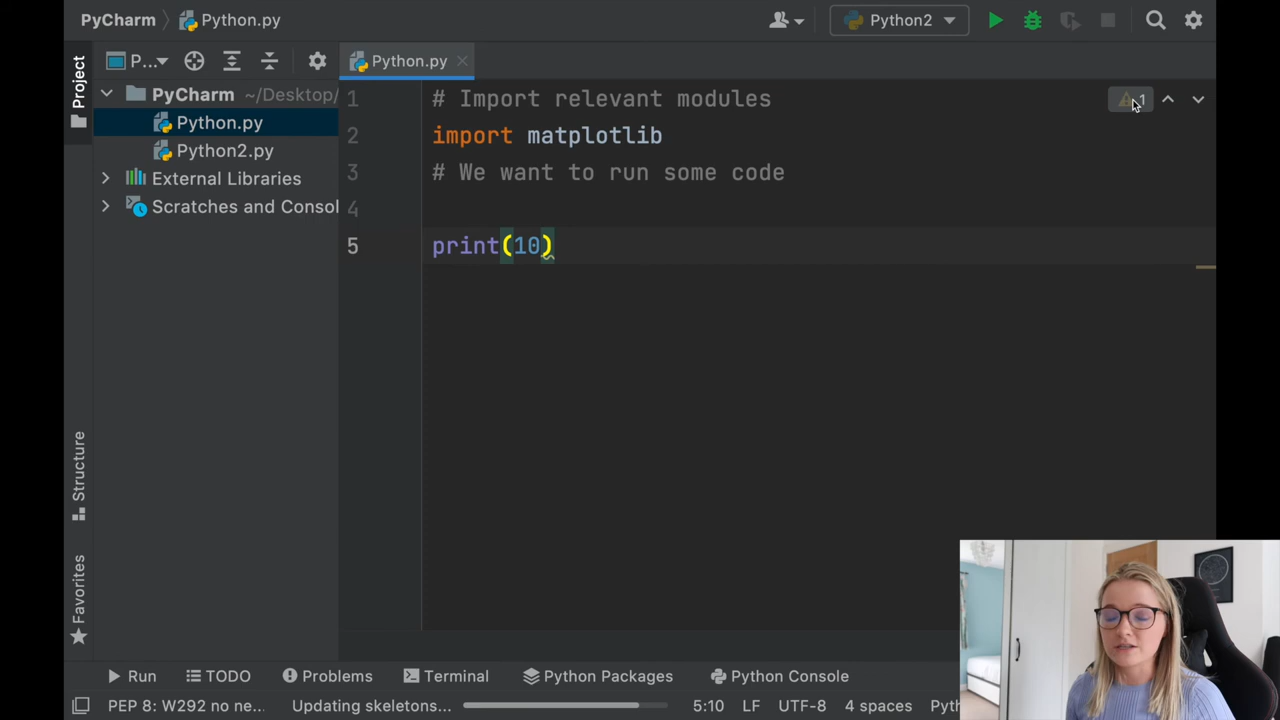 PyCharm Python.py Python2
P... Python.py
Project
PyCharm ~/Desktop/
Python.py
Python2.py
External Libraries
Scratches and Consol
1 # Import relevant modules 1
2 import matplotlib
3 # We want to run some code
4
5 print(10)
Structure
Favorites
Run TODO Problems Terminal Python Packages Python Console
PEP 8: W292 no ne... Updating skeletons... 5:10 LF UTF-8 4 spaces Pyth